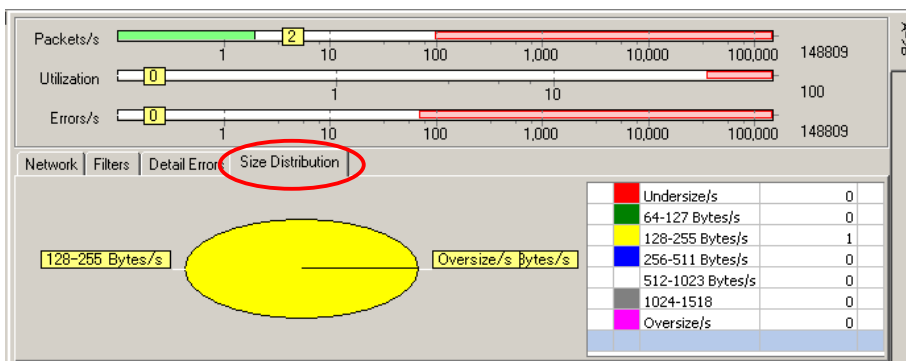 Packets/s 2
1 10 100 1,000 10,000 100,000 148809
Utilization 0
1 10 100
Errors/s 0
1 10 100 1,000 10,000 100,000 148809
Network Filters Detail Errors Size Distribution
128-255 Bytes/s
Oversize/s Bytes/s
Undersize/s 0
64-127 Bytes/s 0
128-255 Bytes/s 1
256-511 Bytes/s 0
512-1023 Bytes/s 0
1024-1518 0
Oversize/s 0